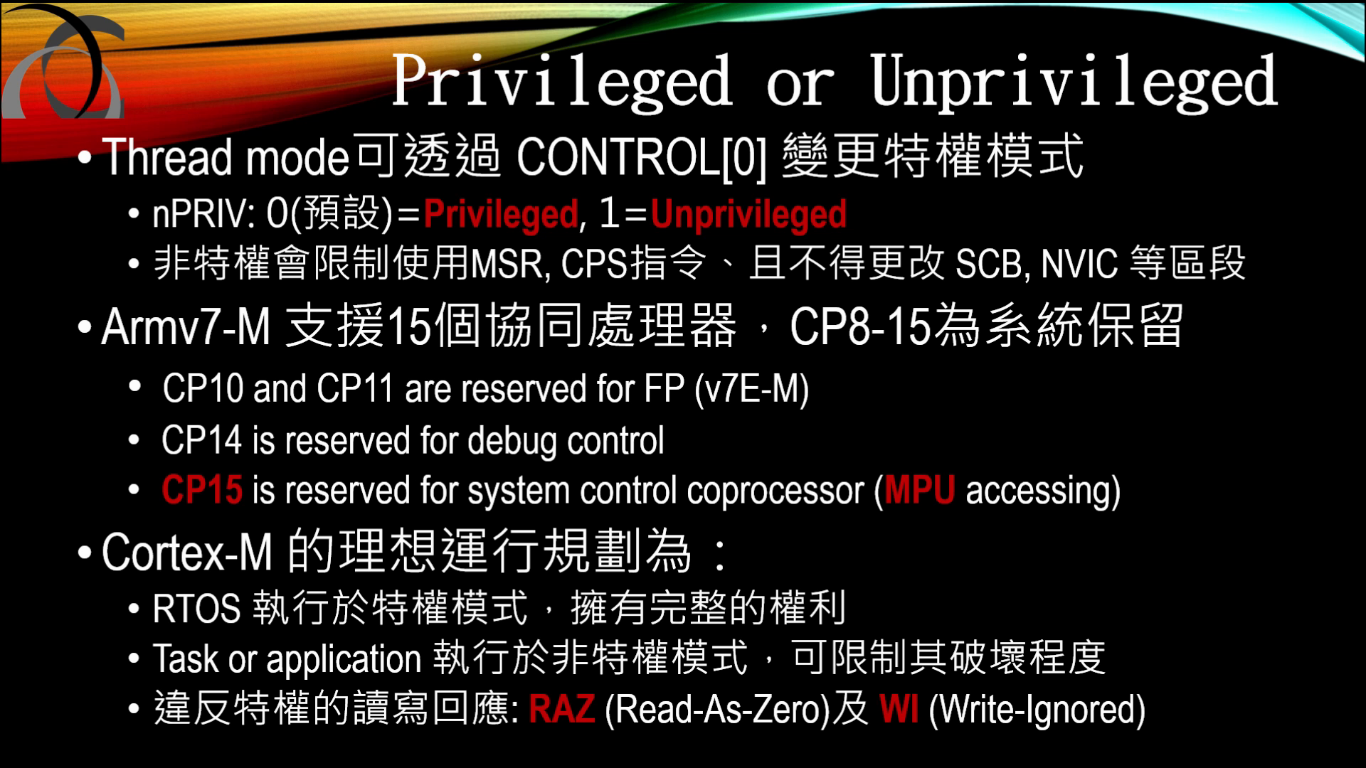 Privileged or Unprivileged
• Thread mode可透過 CONTROL[0] 變更特權模式
• nPRIV: 0(預設)=Privileged, 1=Unprivileged
• 非特權會限制使用MSR, CPS指令、且不得更改 SCB, NVIC 等區段
• Armv7-M 支援15個協同處理器，CP8-15為系統保留
• CP10 and CP11 are reserved for FP (v7E-M)
• CP14 is reserved for debug control
• CP15 is reserved for system control coprocessor (MPU accessing)
• Cortex-M 的理想運行規劃為：
• RTOS 執行於特權模式，擁有完整的權利
• Task or application 執行於非特權模式，可限制其破壞程度
• 違反特權的讀寫回應: RAZ (Read-As-Zero)及 WI (Write-Ignored)